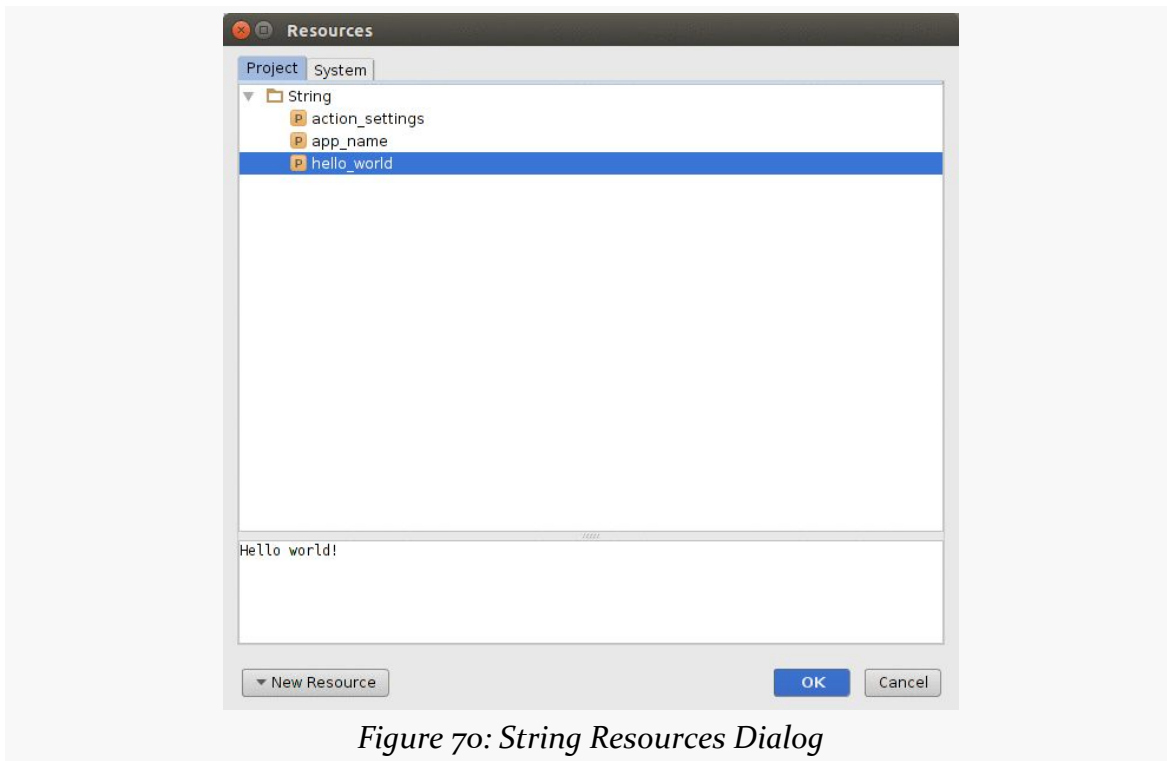 Resources
Project System
String
P action_settings
P app_name
P hello_world
Hello world!
New Resource OK Cancel
Figure 70: String Resources Dialog